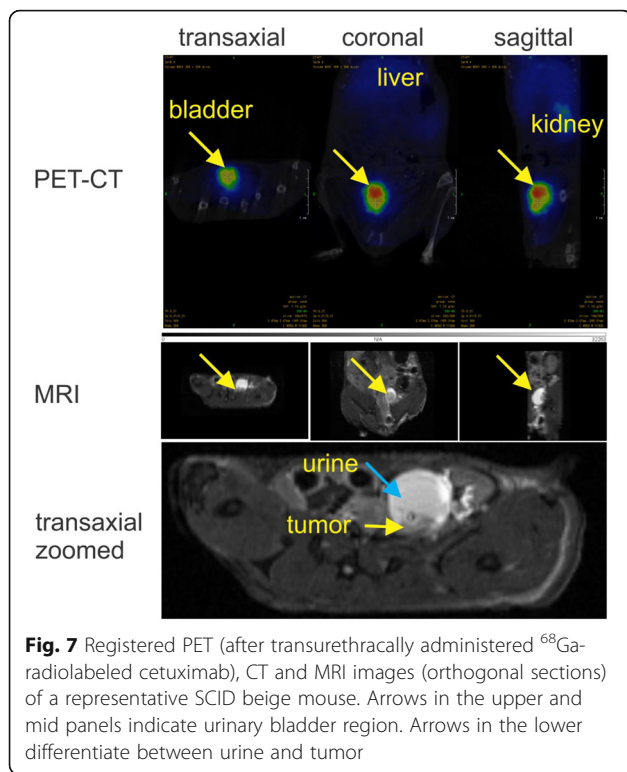 transaxial coronal sagittal
liver
bladder
kidney
PET-CT
IVA
MRI
urine
tumor
transaxial
zoomed
Fig. 7 Registered PET (after transurethracally administered ⁶⁸Ga-
radiolabeled cetuximab), CT and MRI images (orthogonal sections)
of a representative SCID beige mouse. Arrows in the upper and
mid panels indicate urinary bladder region. Arrows in the lower
differentiate between urine and tumor